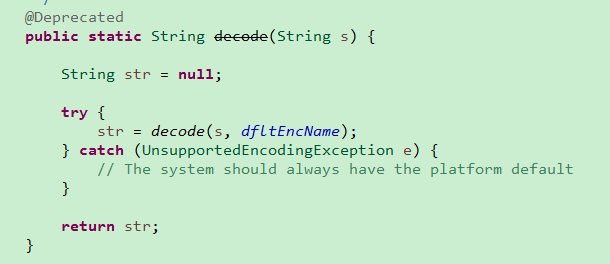 @Deprecated
public static String decode(String s) {
String str = null;
try {
str = decode(s, dfltEncName);
} catch (UnsupportedEncodingException e) {
// The system should always have the platform default
}
return str;
}